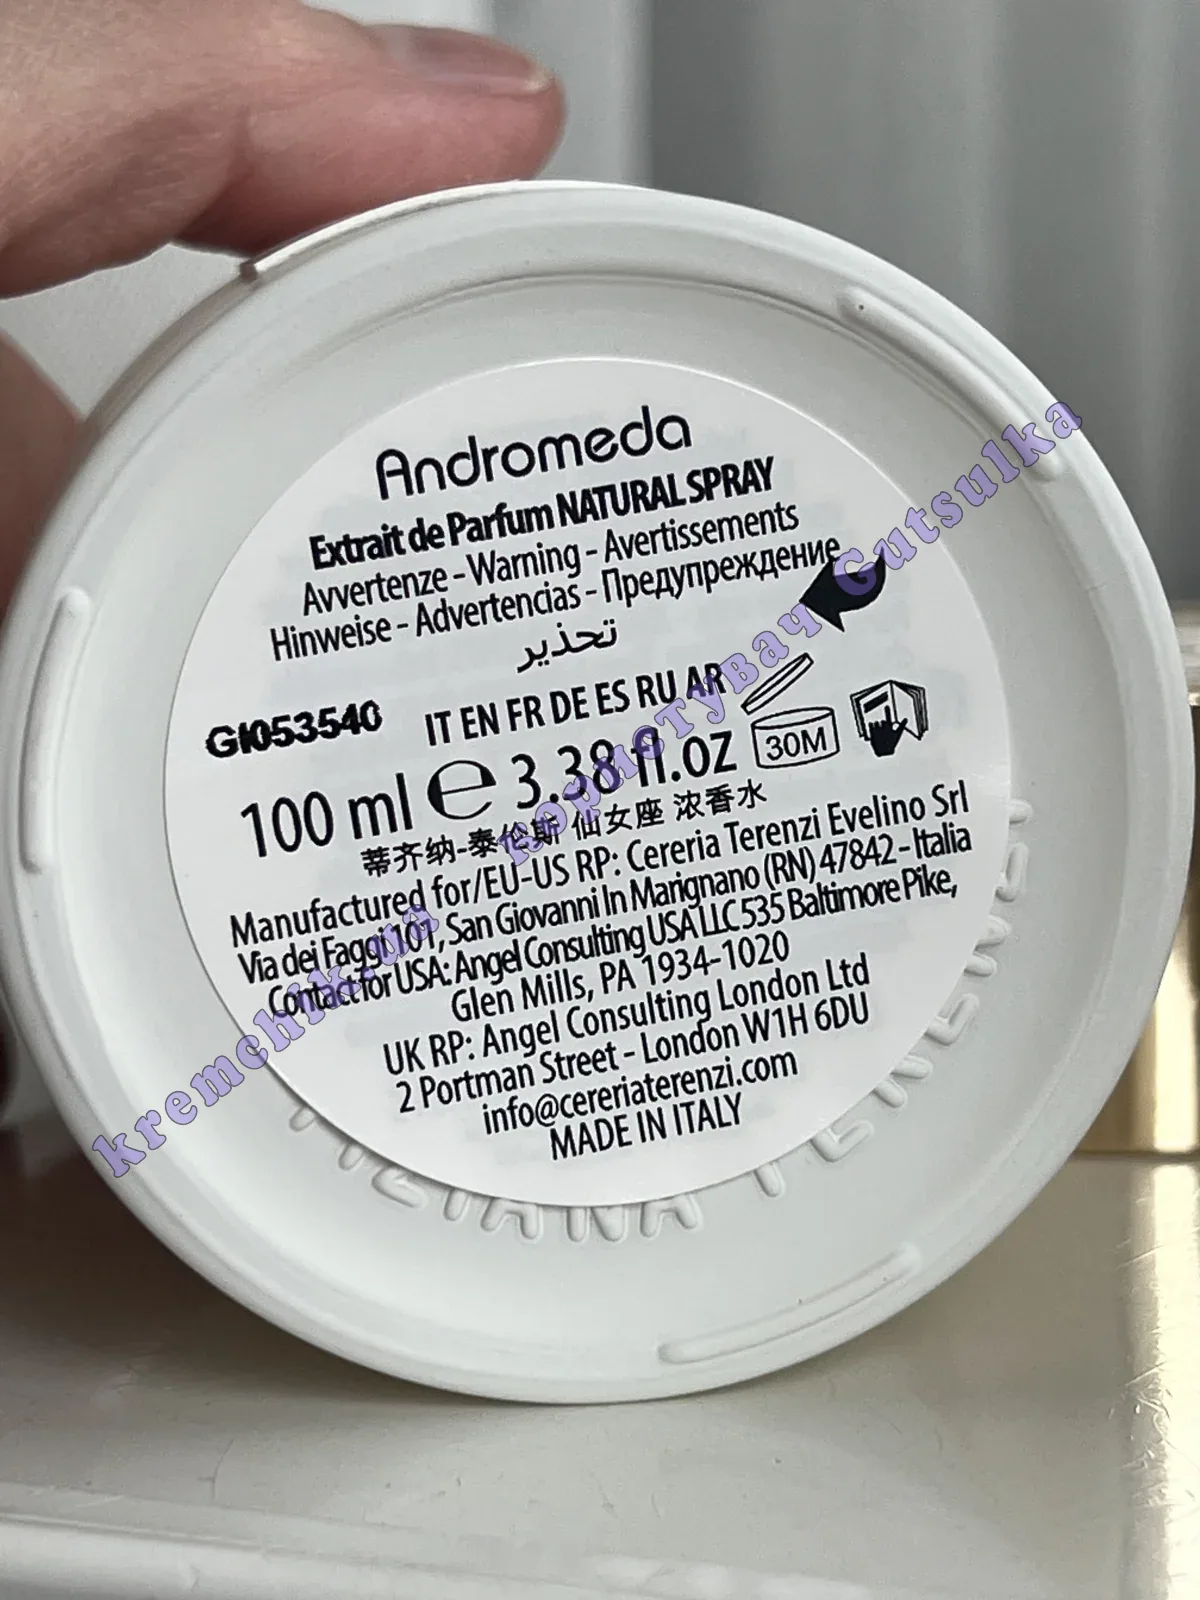 Andromeda
Extrait de Parfum NATURAL SPRAY
Avvertenze - Warning - Avertissements
Hinweise - Advertencias - Предупреждение
تحذير
GI053540
IT EN FR DE ES RU AR
100 ml e 3.38 fl.oz
30M
蒂齐纳-泰伦斯 仙女座 浓香水
Manufactured for/EU-US RP: Cereria Terenzi Evelino Srl
Via dei Faggi 101, San Giovanni In Marignano (RN) 47842 - Italia
Contact for USA: Angel Consulting USA LLC 535 Baltimore Pike,
Glen Mills, PA 1934-1020
UK RP: Angel Consulting London Ltd
2 Portman Street - London W1H 6DU
info@cereriaterenzi.com
MADE IN ITALY
kremchik.ua користувач Gutsulka